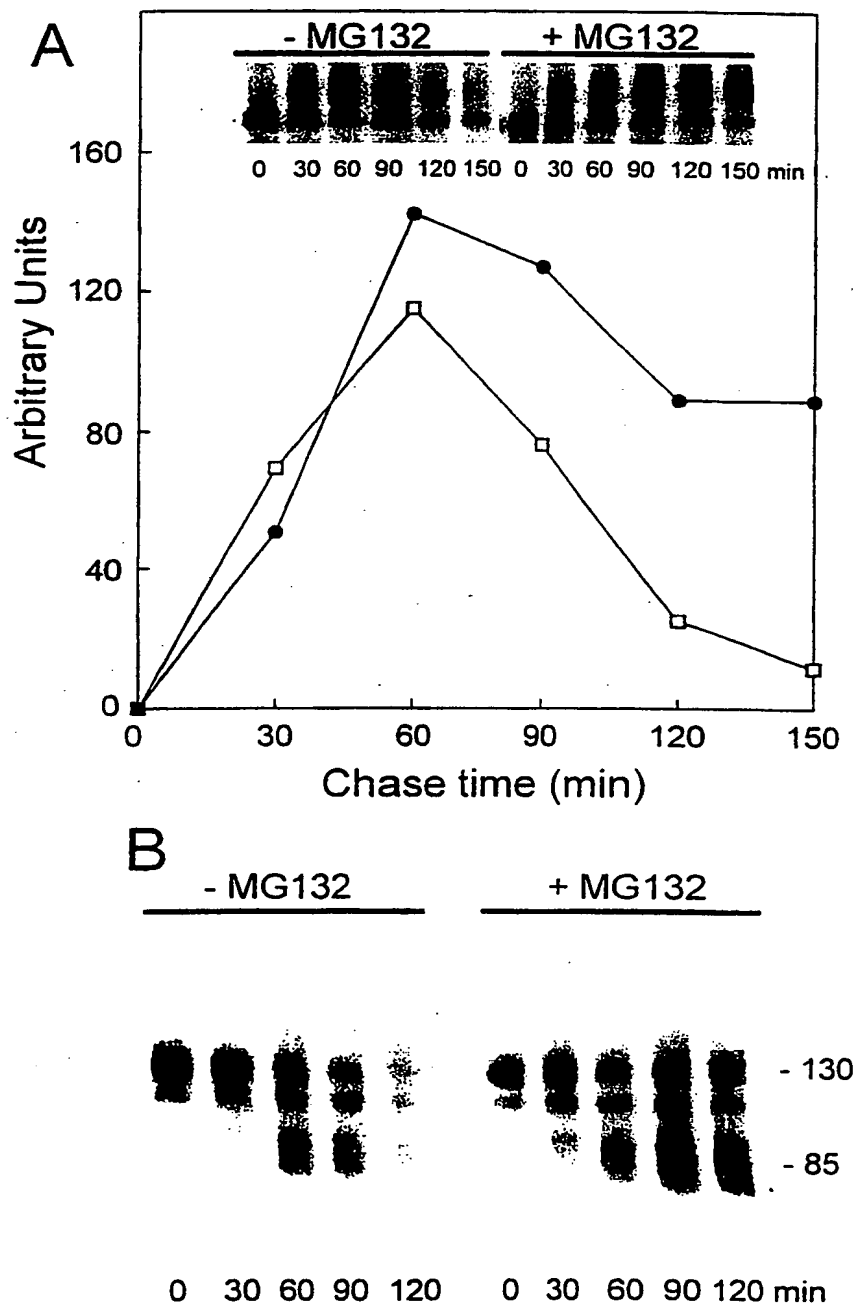 A
- MG132 + MG132
0 30 60 90 120 150 0 30 60 90 120 150 min
160
120
80
40
0
Arbitrary Units
0 30 60 90 120 150
Chase time (min)
B
- MG132 + MG132
- 130
- 85
0 30 60 90 120 0 30 60 90 120 min